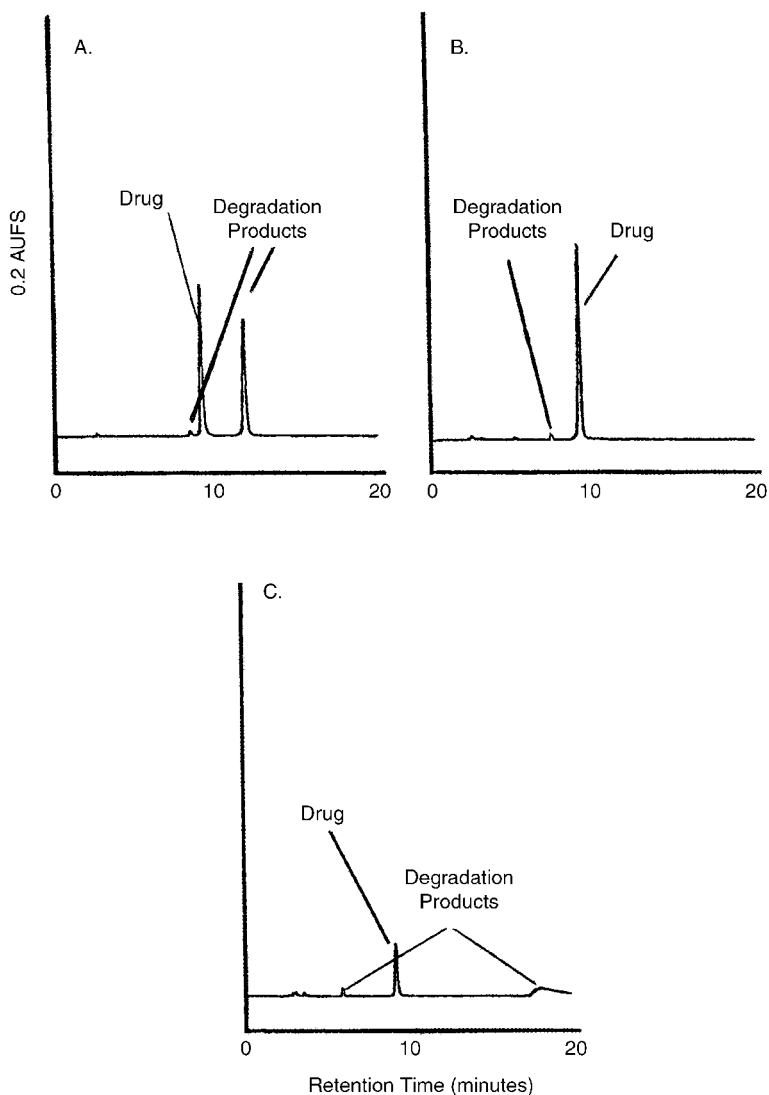 A.
Drug
Degradation
Products
0.2 AUFS
0
10
20
B.
Degradation
Products
Drug
0
10
20
C.
Drug
Degradation
Products
0
10
20
Retention Time (minutes)